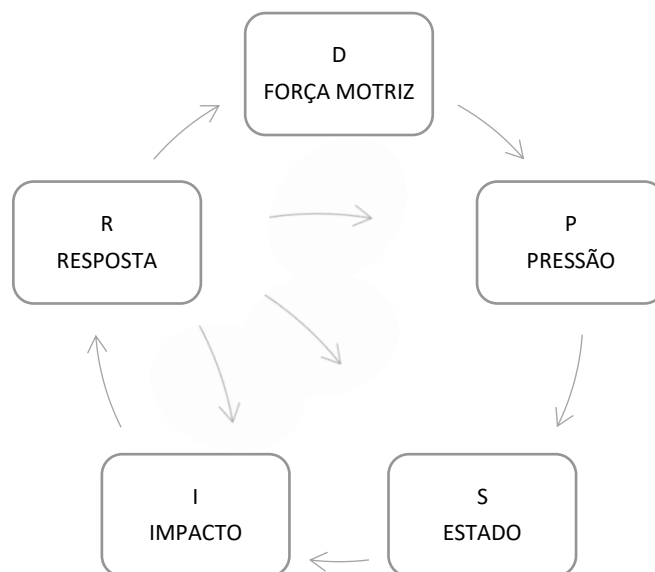 D
FORÇA MOTRIZ
R
RESPOSTA
P
PRESSÃO
I
IMPACTO
S
ESTADO